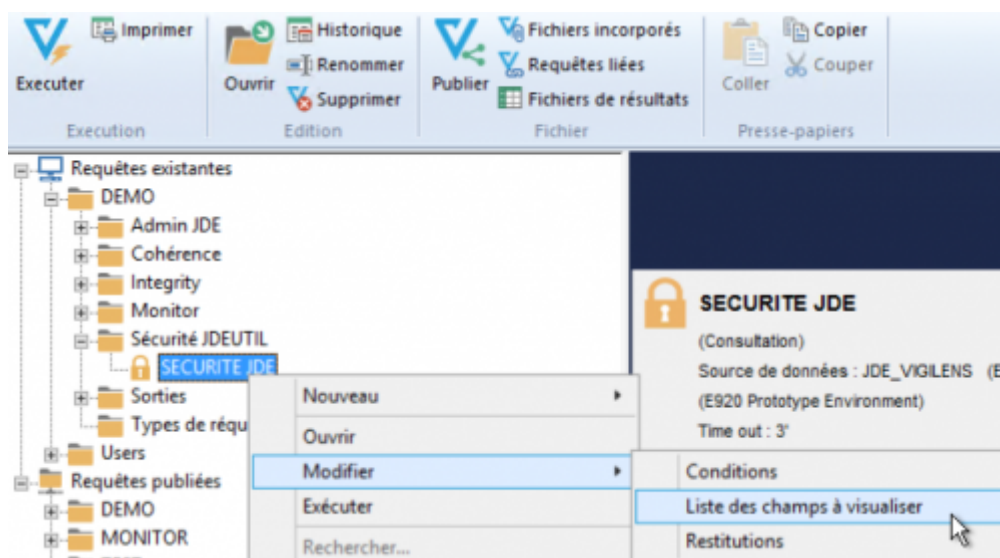 Imprimer
Executer
Execution
Ouvrir
Historique
Renommer
Supprimer
Edition
Publier
Fichiers incorporés
Requêtes liées
Fichiers de résultats
Fichier
Coller
Copier
Couper
Presse-papiers
Requêtes existantes
DEMO
Admin JDE
Cohérence
Integrity
Monitor
Sécurité JDEUTIL
SECURITE JDE
Sorties
Types de réqu
Users
Requêtes publiées
DEMO
MONITOR
Nouveau
Ouvrir
Modifier
Exécuter
Rechercher...
SECURITE JDE
(Consultation)
Source de données : JDE_VIGILENS (E
(E920 Prototype Environment)
Time out : 3'
Conditions
Liste des champs à visualiser
Restitutions